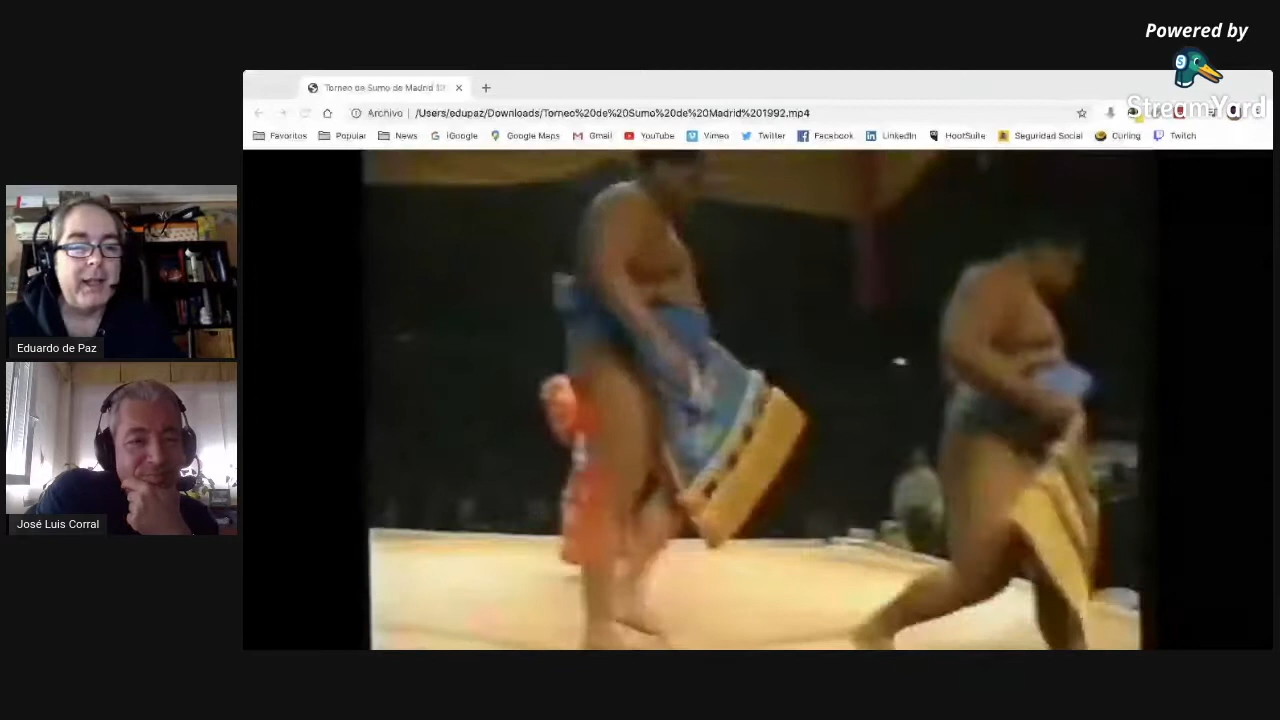 Powered by
StreamYard
Torneo de Sumo de Madrid
Archivo | /Users/edupaz/Downloads/Torneo%20de%20Sumo%20de%20Madrid%201992.mp4
Favoritos Popular News iGoogle Google Maps Gmail YouTube Vimeo Twitter Facebook LinkedIn HootSuite Seguridad Social Curling Twitch
Eduardo de Paz
José Luis Corral